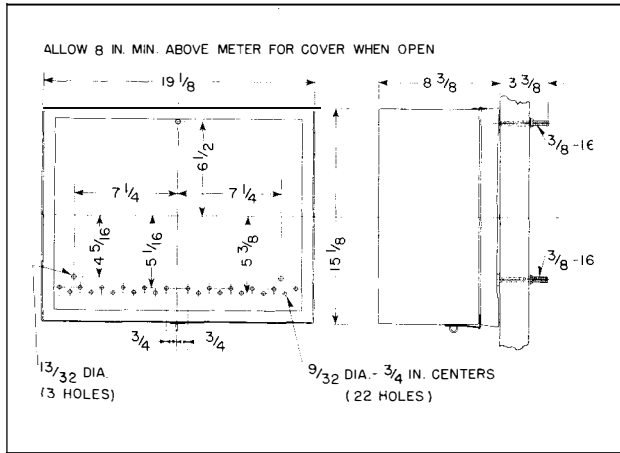 ALLOW 8 IN. MIN. ABOVE METER FOR COVER WHEN OPEN
19 1/8
8 3/8
3 3/8
6 1/2
3/8-16
7 1/4
7 1/4
4 5/16
5 1/16
5 3/8
15 1/8
3/8-16
3/4
3/4
13/32 DIA.
(3 HOLES)
9/32 DIA.- 3/4 IN. CENTERS
(22 HOLES)